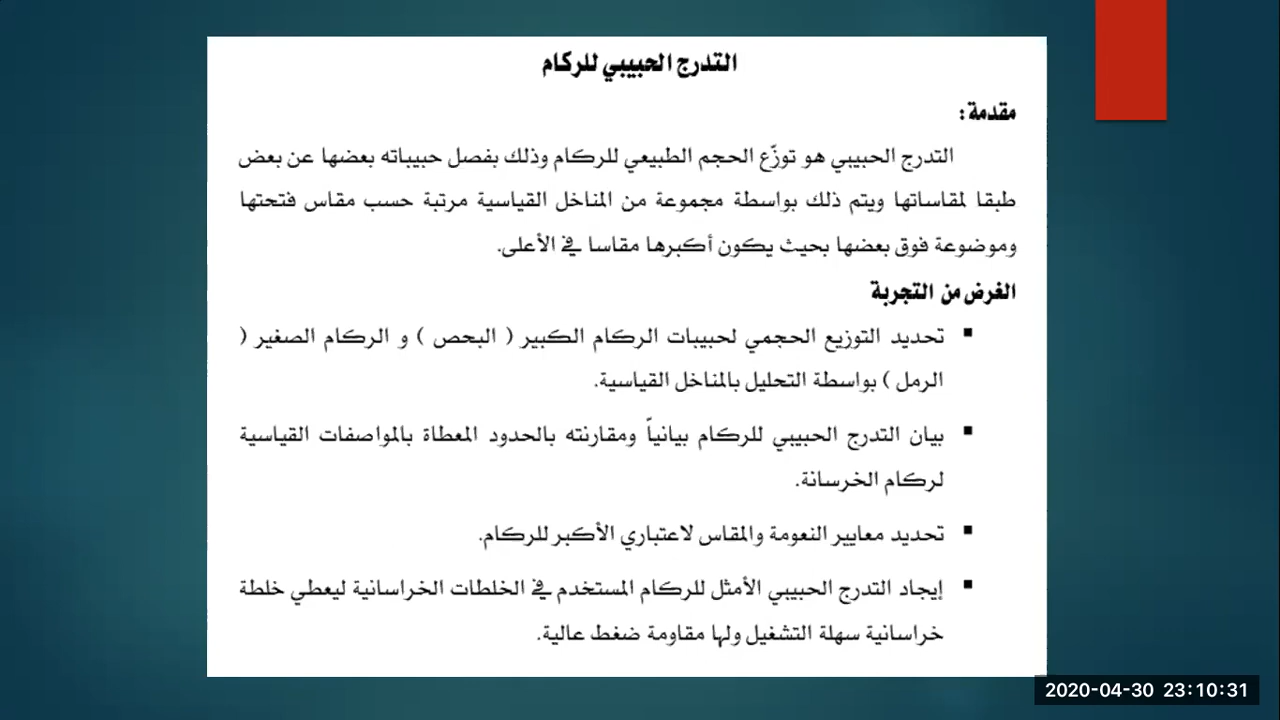 التدرج الحبيبي للركام
مقدمة:
التدرج الحبيبي هو توزّع الحجم الطبيعي للركام وذلك بفصل حبيباته بعضها عن بعض
طبقا لمقاساتها ويتم ذلك بواسطة مجموعة من المناخل القياسية مرتبة حسب مقاس فتحتها
وموضوعة فوق بعضها بحيث يكون أكبرها مقاسا في الأعلى.
الغرض من التجربة
▪ تحديد التوزيع الحجمي لحبيبات الركام الكبير ( البحص ) و الركام الصغير (
الرمل ) بواسطة التحليل بالمناخل القياسية.
▪ بيان التدرج الحبيبي للركام بيانياً ومقارنته بالحدود المعطاة بالمواصفات القياسية
لركام الخرسانة.
▪ تحديد معايير النعومة والمقاس لاعتباري الأكبر للركام.
▪ إيجاد التدرج الحبيبي الأمثل للركام المستخدم في الخلطات الخراسانية ليعطي خلطة
خراسانية سهلة التشغيل ولها مقاومة ضغط عالية.
2020-04-30 23:10:31